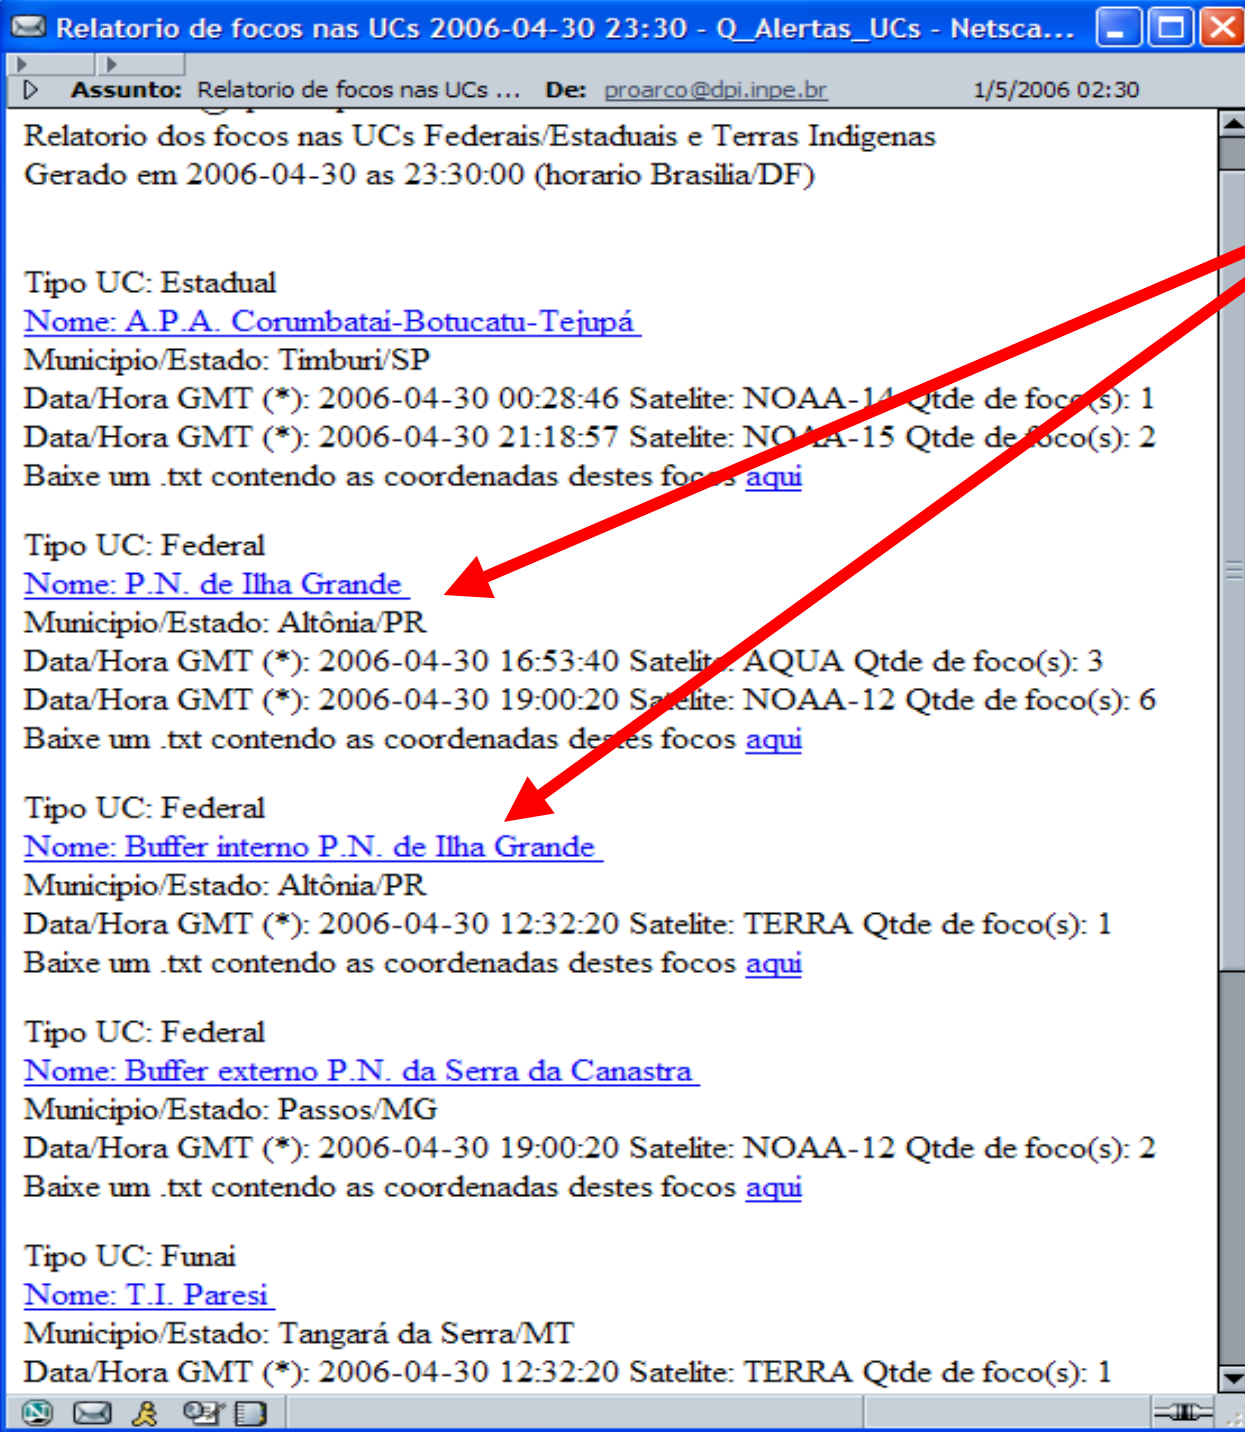 Relatorio de focos nas UCs 2006-04-30 23:30 - Q_Alertas_UCs - Netsca...
Assunto: Relatorio de focos nas UCs ... De: proarco@dpi.inpe.br 1/5/2006 02:30
Relatorio dos focos nas UCs Federais/Estaduais e Terras Indigenas
Gerado em 2006-04-30 as 23:30:00 (horario Brasilia/DF)
Tipo UC: Estadual
Nome: A.P.A. Corumbatai-Botucatu-Tejupá
Municipio/Estado: Timburi/SP
Data/Hora GMT (*): 2006-04-30 00:28:46 Satelite: NOAA-14 Qtde de foco(s): 1
Data/Hora GMT (*): 2006-04-30 21:18:57 Satelite: NOAA-15 Qtde de foco(s): 2
Baixe um .txt contendo as coordenadas destes focos aqui
Tipo UC: Federal
Nome: P.N. de Ilha Grande
Municipio/Estado: Altônia/PR
Data/Hora GMT (*): 2006-04-30 16:53:40 Satelite: AQUA Qtde de foco(s): 3
Data/Hora GMT (*): 2006-04-30 19:00:20 Satelite: NOAA-12 Qtde de foco(s): 6
Baixe um .txt contendo as coordenadas destes focos aqui
Tipo UC: Federal
Nome: Buffer interno P.N. de Ilha Grande
Municipio/Estado: Altônia/PR
Data/Hora GMT (*): 2006-04-30 12:32:20 Satelite: TERRA Qtde de foco(s): 1
Baixe um .txt contendo as coordenadas destes focos aqui
Tipo UC: Federal
Nome: Buffer externo P.N. da Serra da Canastra
Municipio/Estado: Passos/MG
Data/Hora GMT (*): 2006-04-30 19:00:20 Satelite: NOAA-12 Qtde de foco(s): 2
Baixe um .txt contendo as coordenadas destes focos aqui
Tipo UC: Funai
Nome: T.I. Paresi
Municipio/Estado: Tangará da Serra/MT
Data/Hora GMT (*): 2006-04-30 12:32:20 Satelite: TERRA Qtde de foco(s): 1